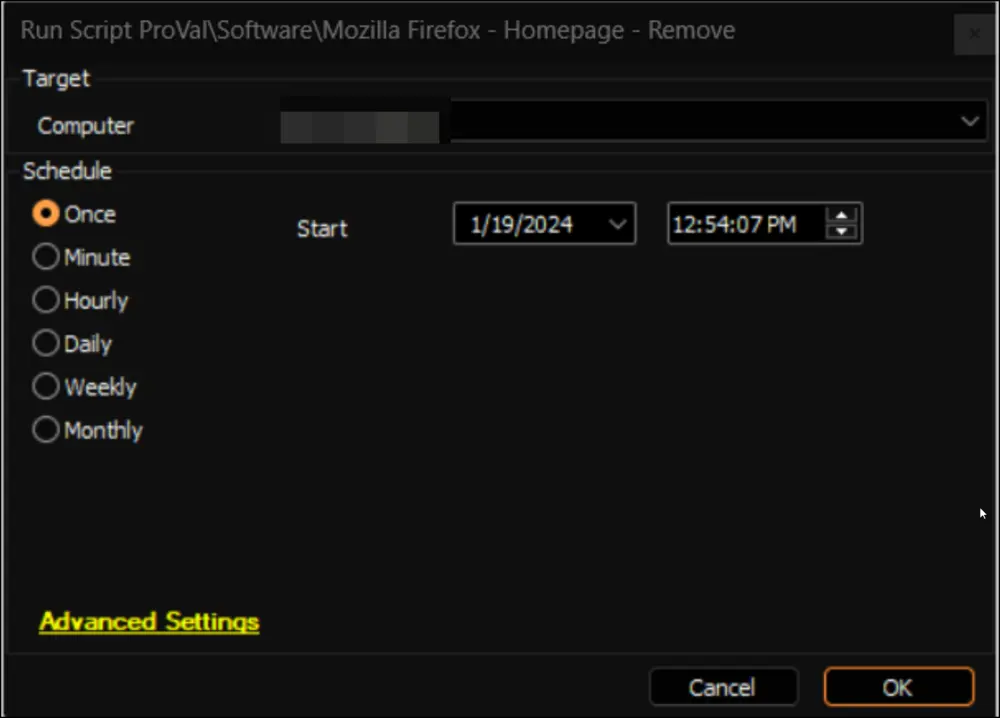 Run Script ProVal\Software\Mozilla Firefox - Homepage - Remove
Target
Computer
Schedule
Once
Start
1/19/2024
12:54:07 PM
Minute
Hourly
Daily
Weekly
Monthly
Advanced Settings
Cancel
OK